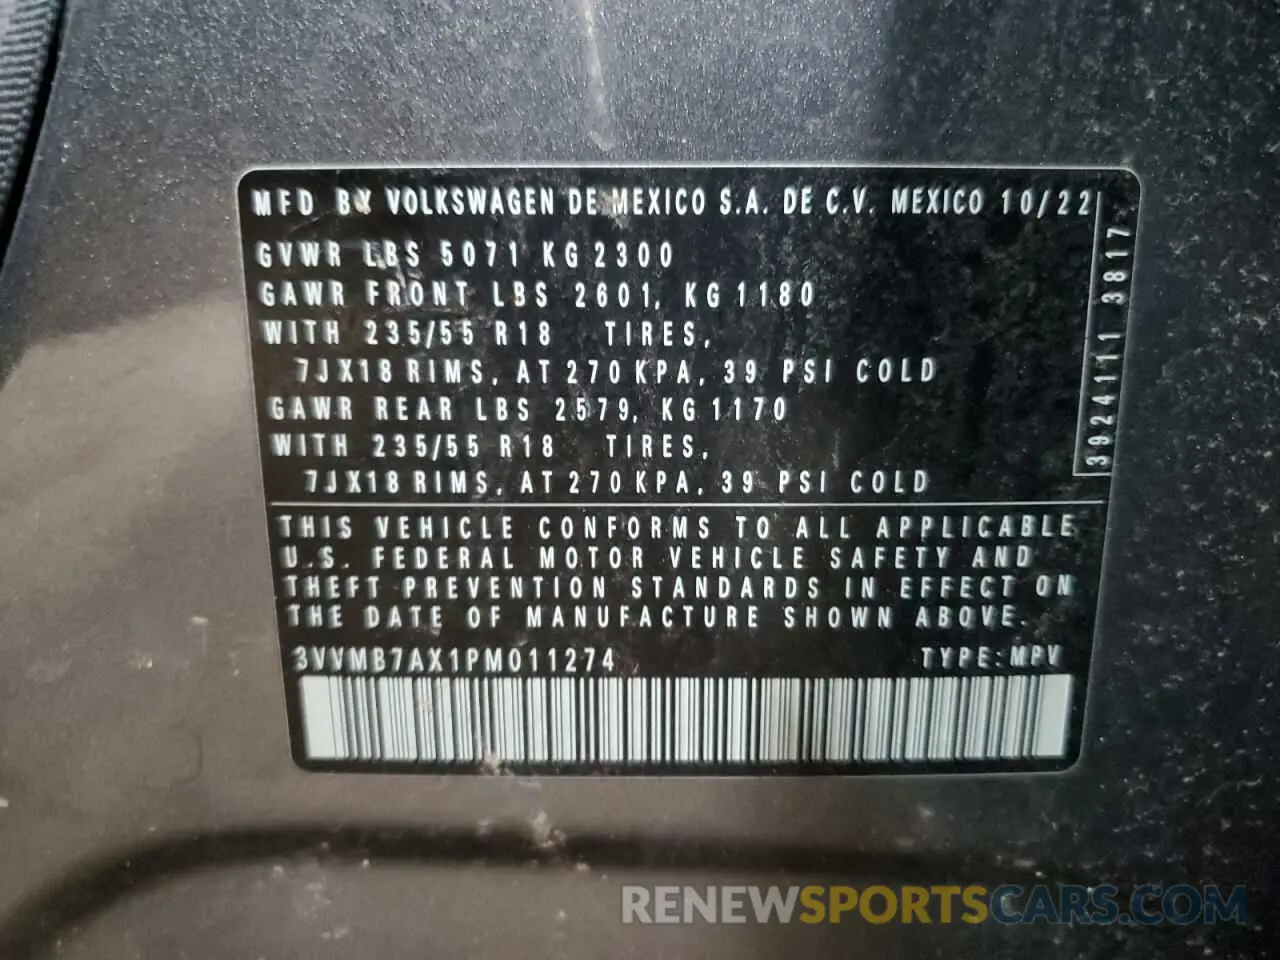 MFD BY VOLKSWAGEN DE MEXICO S.A. DE C.V. MEXICO 10/22
GVWR LBS 5071 KG 2300
GAWR FRONT LBS 2601, KG 1180
WITH 235/55 R18 TIRES,
7JX18 RIMS, AT 270 KPA, 39 PSI COLD
GAWR REAR LBS 2579, KG 1170
WITH 235/55 R18 TIRES,
7JX18 RIMS, AT 270 KPA, 39 PSI COLD
3924111 3817
THIS VEHICLE CONFORMS TO ALL APPLICABLE
U.S. FEDERAL MOTOR VEHICLE SAFETY AND
THEFT PREVENTION STANDARDS IN EFFECT ON
THE DATE OF MANUFACTURE SHOWN ABOVE.
3VVMB7AX1PM011274 TYPE:MPV
RENEWSPORTSCARS.COM